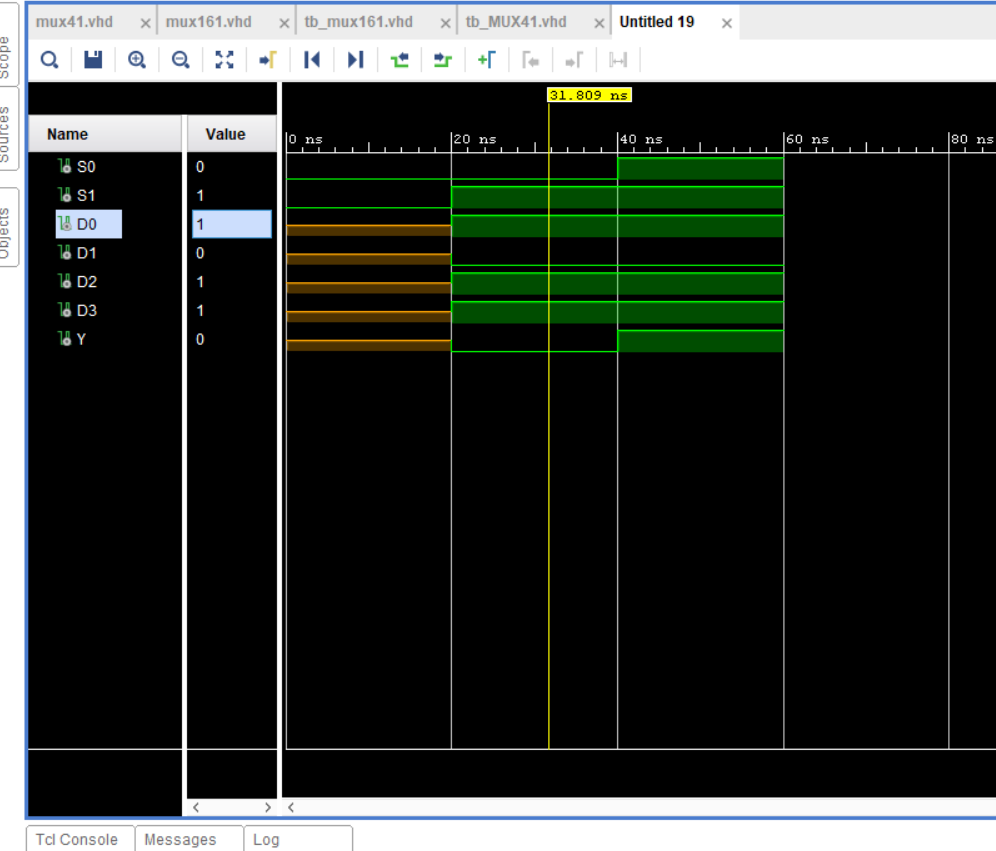 mux41.vhd × mux161.vhd × tb_mux161.vhd × tb_MUX41.vhd × Untitled 19 ×
Scope
Sources
Objects
31.809 ns
Name Value
0 ns 20 ns 40 ns 60 ns 80 ns
S0 0
S1 1
D0 1
D1 0
D2 1
D3 1
Y 0
Tcl Console Messages Log